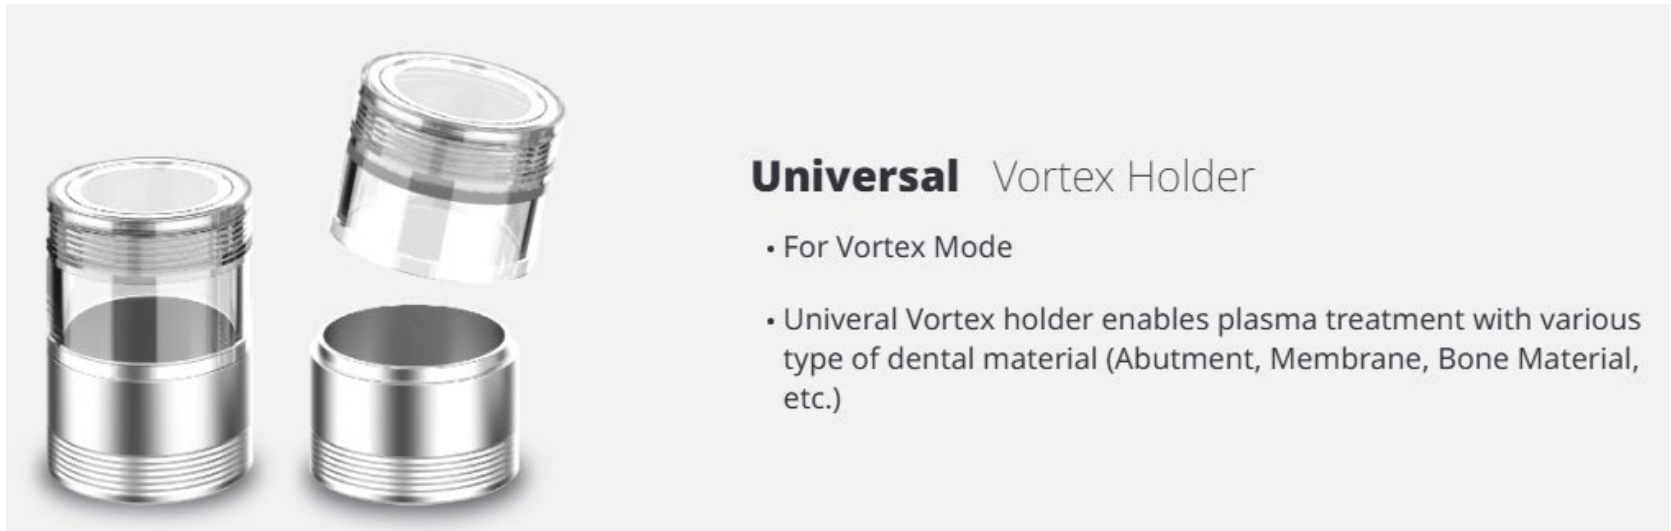 Universal Vortex Holder
• For Vortex Mode
• Univeral Vortex holder enables plasma treatment with various
type of dental material (Abutment, Membrane, Bone Material,
etc.)